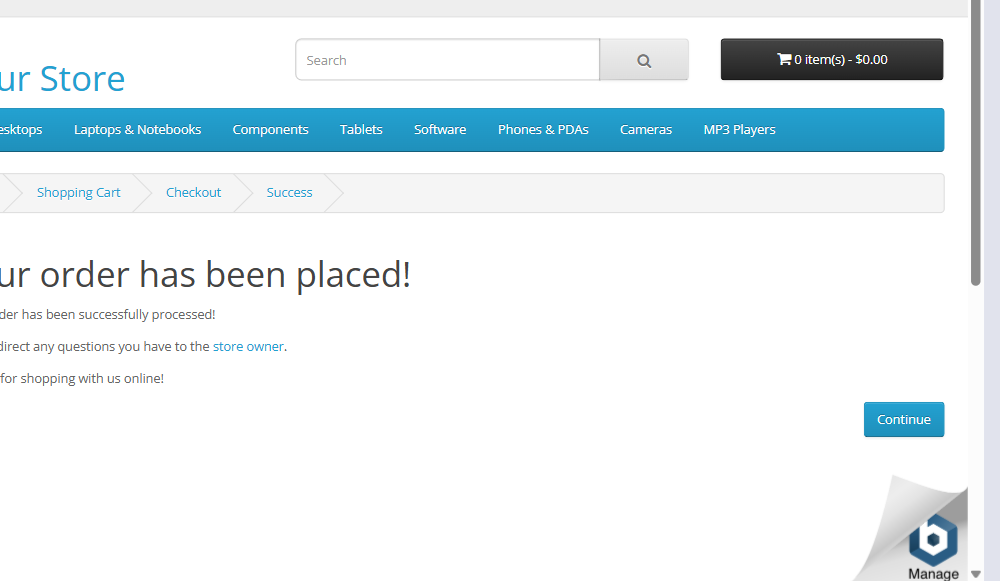 Search
0 item(s) - $0.00
ur Store
esktops Laptops & Notebooks Components Tablets Software Phones & PDAs Cameras MP3 Players
Shopping Cart Checkout Success
ur order has been placed!
der has been successfully processed!
direct any questions you have to the store owner.
for shopping with us online!
Continue
Manage